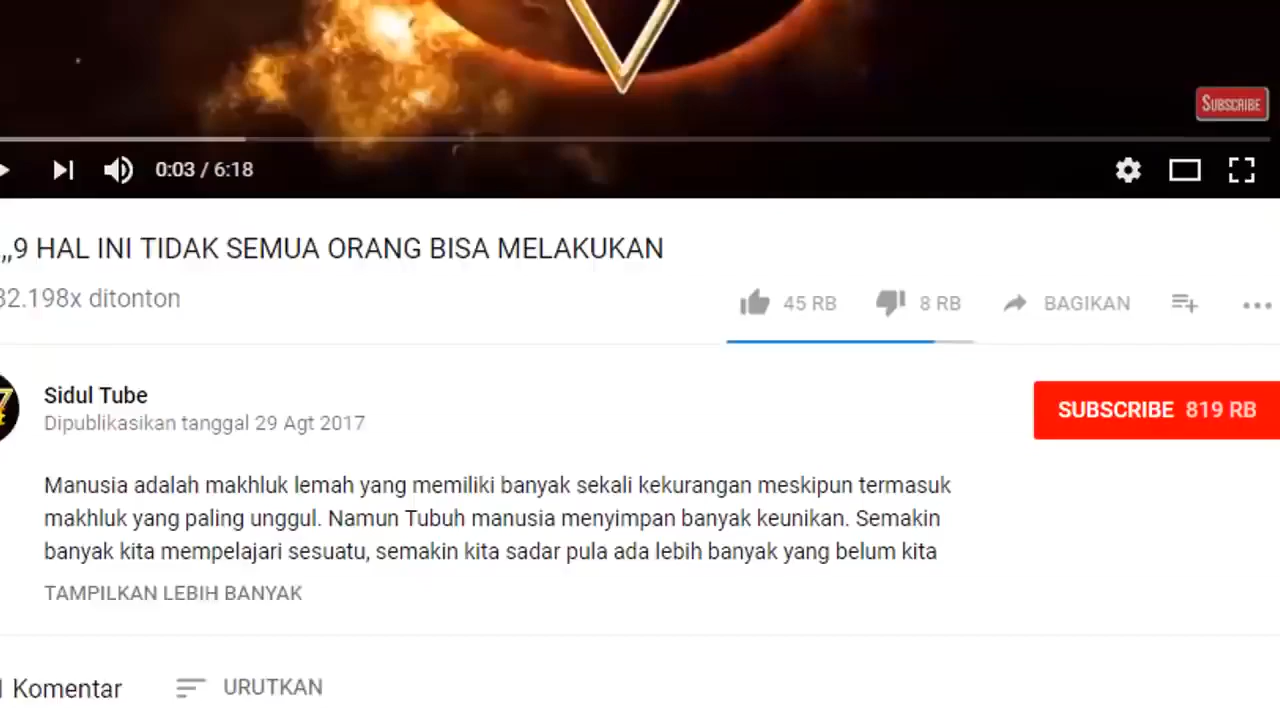 SUBSCRIBE
0:03 / 6:18
,,9 HAL INI TIDAK SEMUA ORANG BISA MELAKUKAN
32.198x ditonton
45 RB
8 RB
BAGIKAN
Sidul Tube
Dipublikasikan tanggal 29 Agt 2017
SUBSCRIBE 819 RB
Manusia adalah makhluk lemah yang memiliki banyak sekali kekurangan meskipun termasuk
makhluk yang paling unggul. Namun Tubuh manusia menyimpan banyak keunikan. Semakin
banyak kita mempelajari sesuatu, semakin kita sadar pula ada lebih banyak yang belum kita
TAMPILKAN LEBIH BANYAK
Komentar
URUTKAN